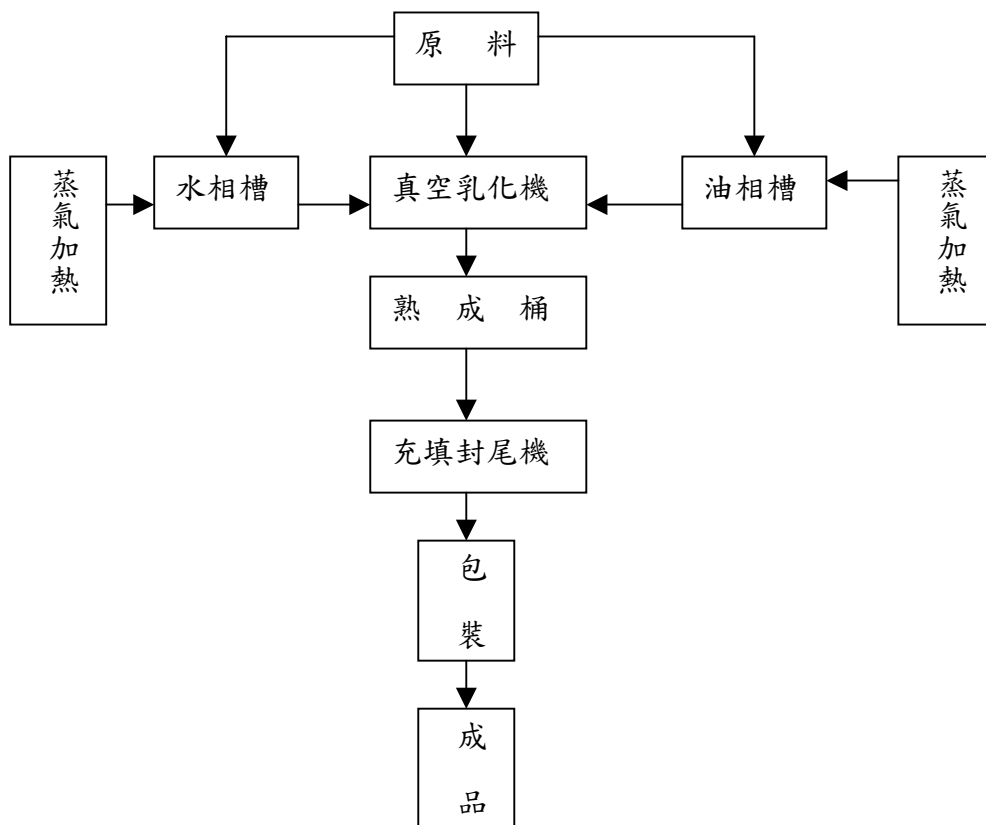 原 料
蒸氣加熱
水相槽
真空乳化機
油相槽
蒸氣加熱
熟 成 桶
充填封尾機
包裝
成品